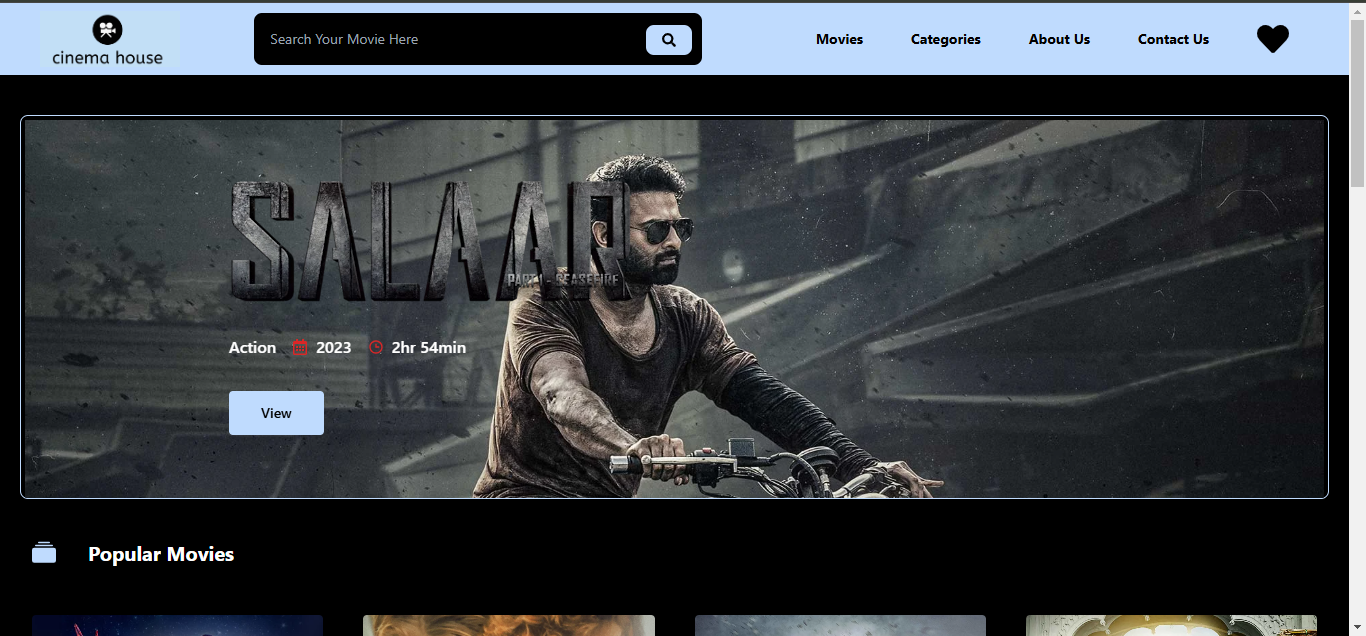 cinema house
Search Your Movie Here
Movies
Categories
About Us
Contact Us
SALAAR
PART 1 - CEASEFIRE
Action 2023 2hr 54min
View
Popular Movies